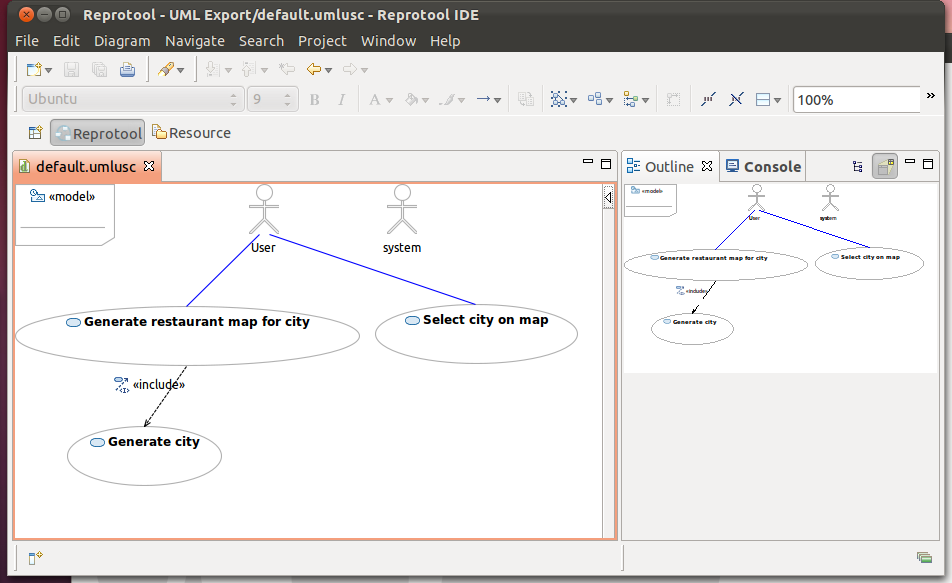 Reprotool - UML Export/default.umlusc - Reprotool IDE
File Edit Diagram Navigate Search Project Window Help
Ubuntu 9 B I A 100% »
Reprotool Resource
default.umlusc Outline Console
«model»
User system
Generate restaurant map for city Select city on map
«include»
Generate city
«model»
User system
Generate restaurant map for city Select city on map
«include»
Generate city